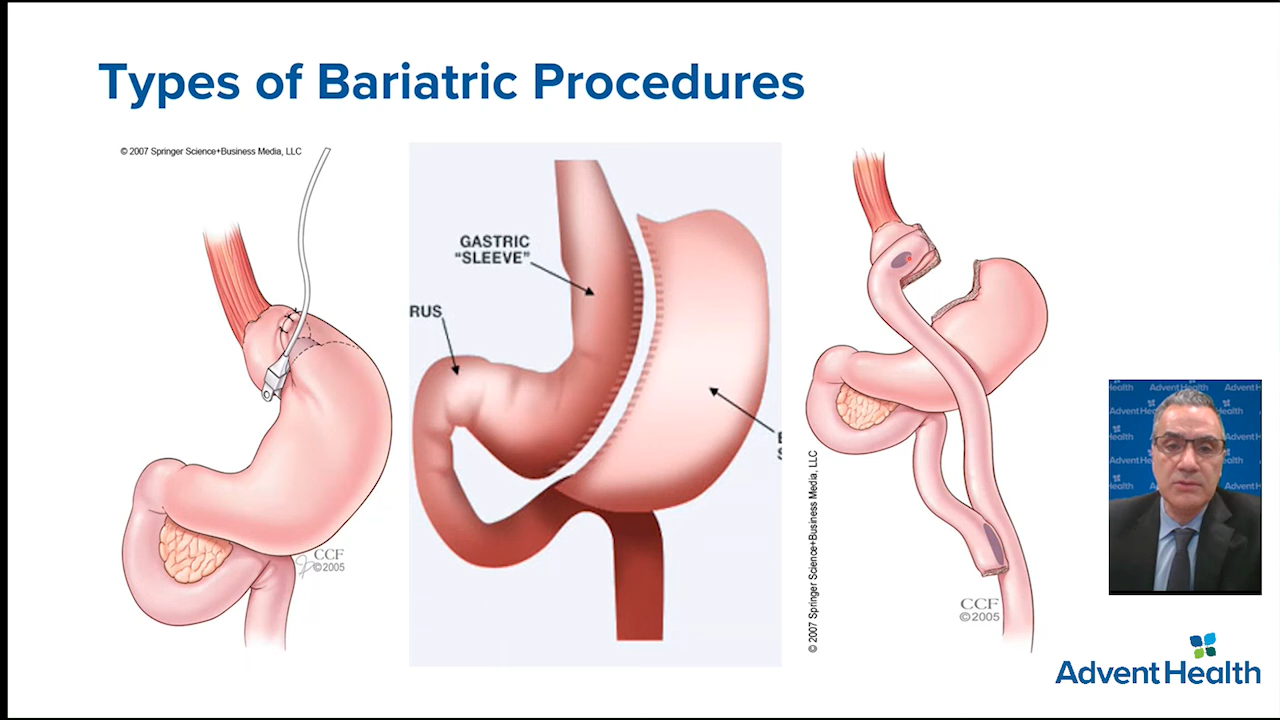 Types of Bariatric Procedures
© 2007 Springer Science+Business Media, LLC
GASTRIC
"SLEEVE"
RUS
CCF
©2005
© 2007 Springer Science+Business Media, LLC
CCF
©2005
AdventHealth